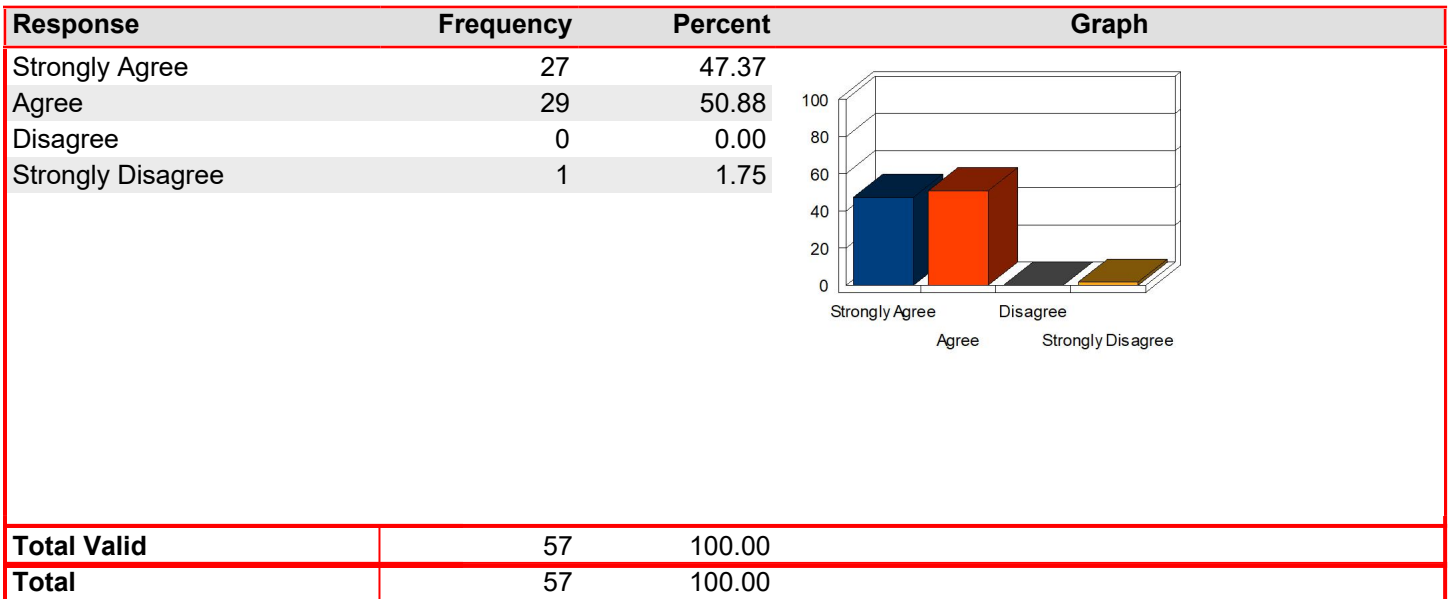 Response Frequency Percent Graph
Strongly Agree 27 47.37
Agree 29 50.88
Disagree 0 0.00
Strongly Disagree 1 1.75
100
80
60
40
20
0
Strongly Agree Disagree
Agree Strongly Disagree
Total Valid 57 100.00
Total 57 100.00